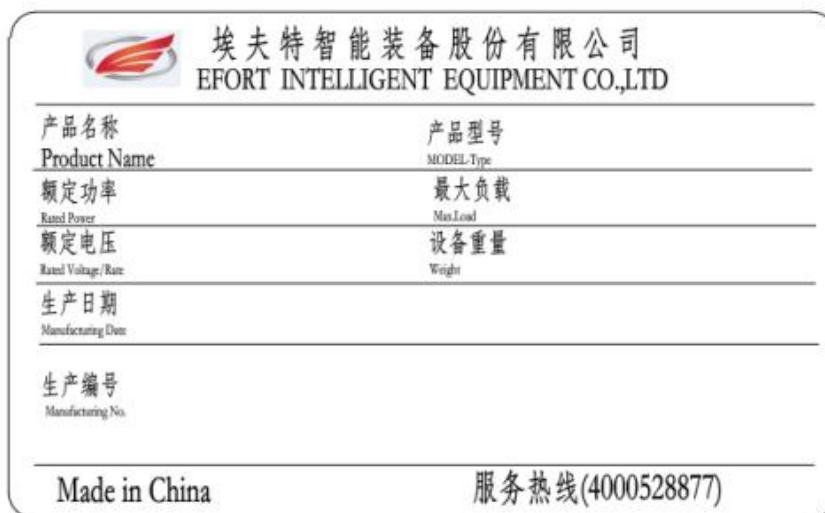 埃夫特智能装备股份有限公司
EFORT INTELLIGENT EQUIPMENT CO.,LTD
产品名称 产品型号
Product Name MODEL-Type
额定功率 最大负载
Rated Power Max.Load
额定电压 设备重量
Rated Voltage/Rate Weight
生产日期
Manufacturing Date
生产编号
Manufacturing No.
Made in China 服务热线(4000528877)